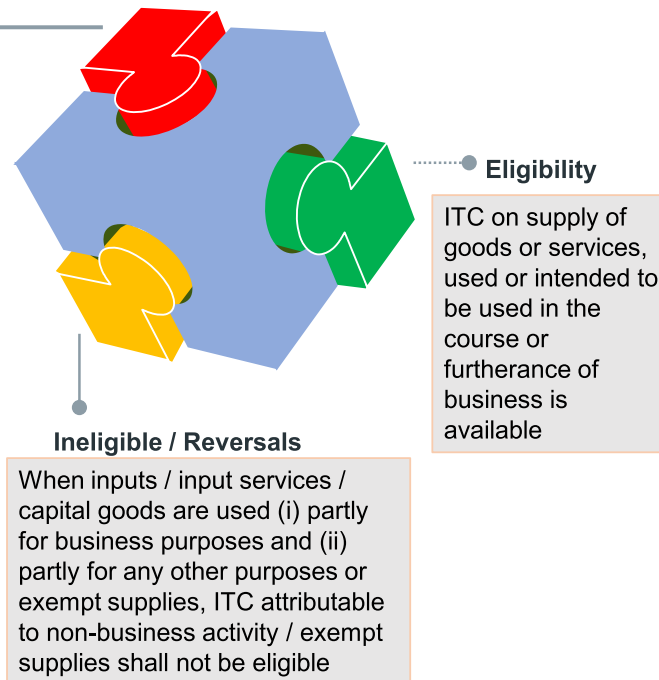 Eligibility
ITC on supply of
goods or services,
used or intended to
be used in the
course or
furtherance of
business is
available
Ineligible / Reversals
When inputs / input services /
capital goods are used (i) partly
for business purposes and (ii)
partly for any other purposes or
exempt supplies, ITC attributable
to non-business activity / exempt
supplies shall not be eligible